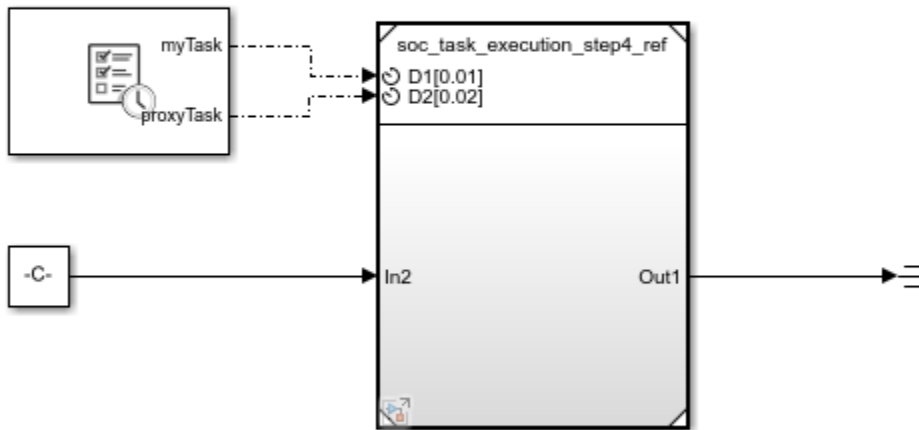 myTask
proxyTask
soc_task_execution_step4_ref
D1[0.01]
D2[0.02]
-C-
In2
Out1